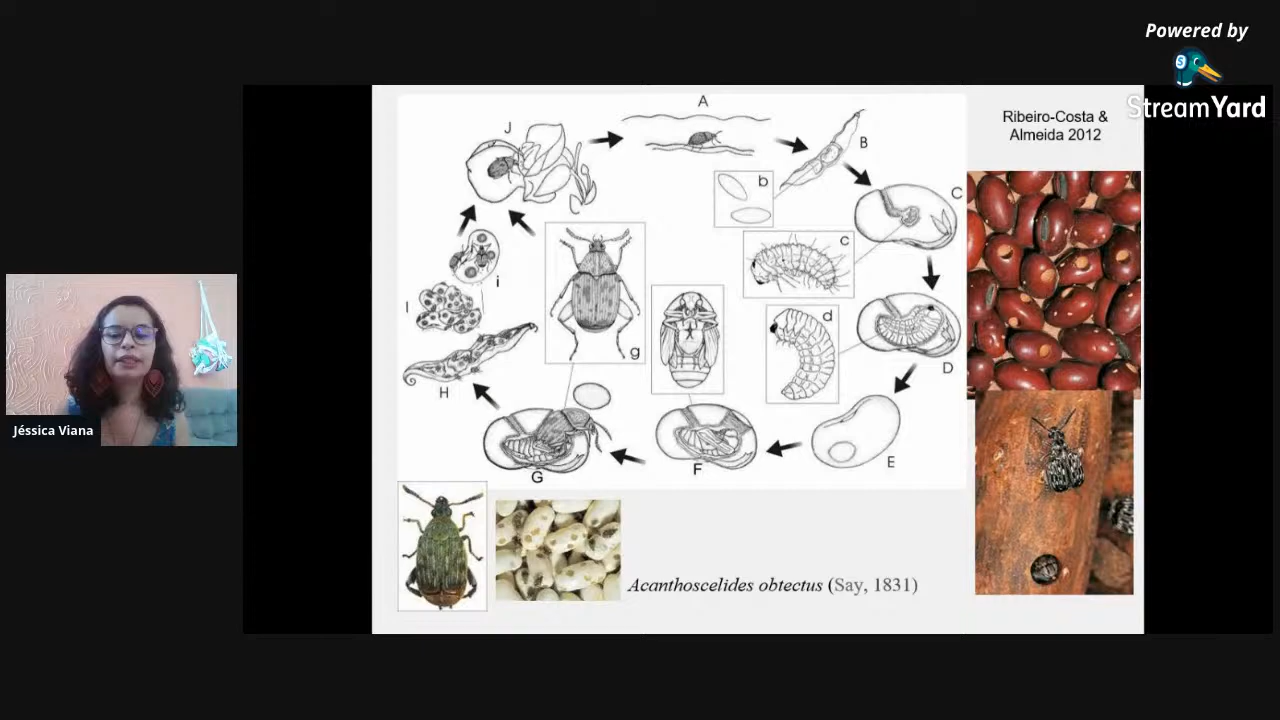 Powered by
StreamYard
Ribeiro-Costa &
Almeida 2012
A
J
B
b
C
c
i
I
g
d
D
H
E
G
F
Jéssica Viana
Acanthoscelides obtectus (Say, 1831)